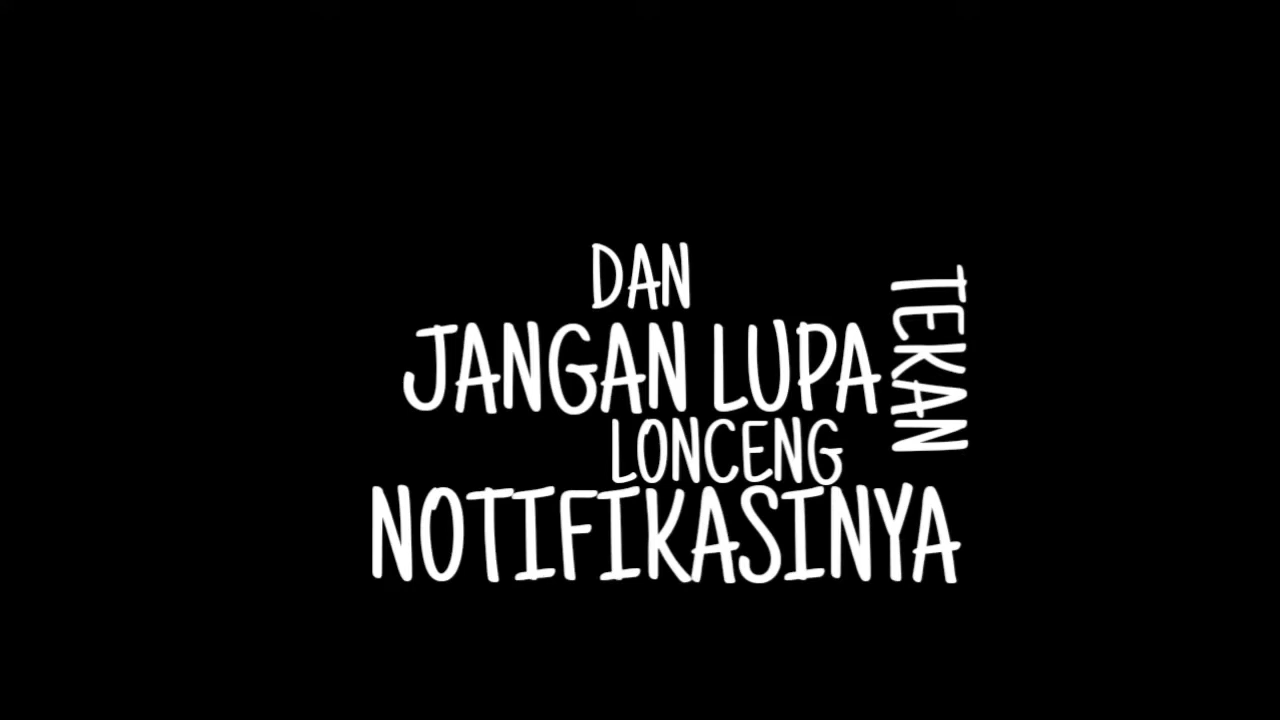 DAN
JANGAN LUPA
TEKAN
LONCENG
NOTIFIKASINYA